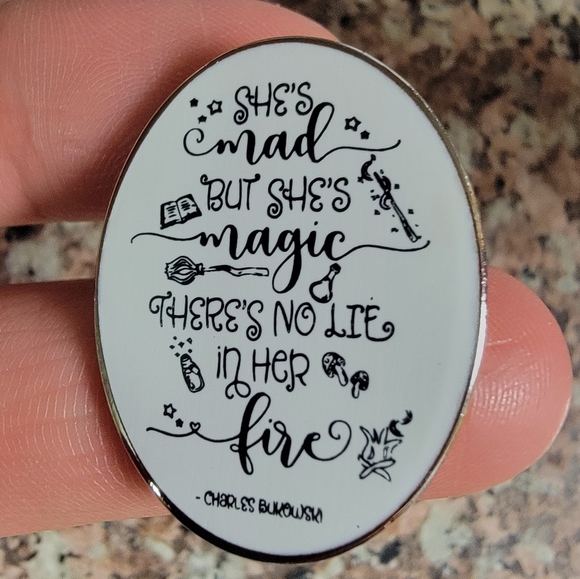 SHE'S
mad
BUT SHE'S
magic
THERE'S NO LIE
iN HER
fire
- CHARLES BUKOWSKI